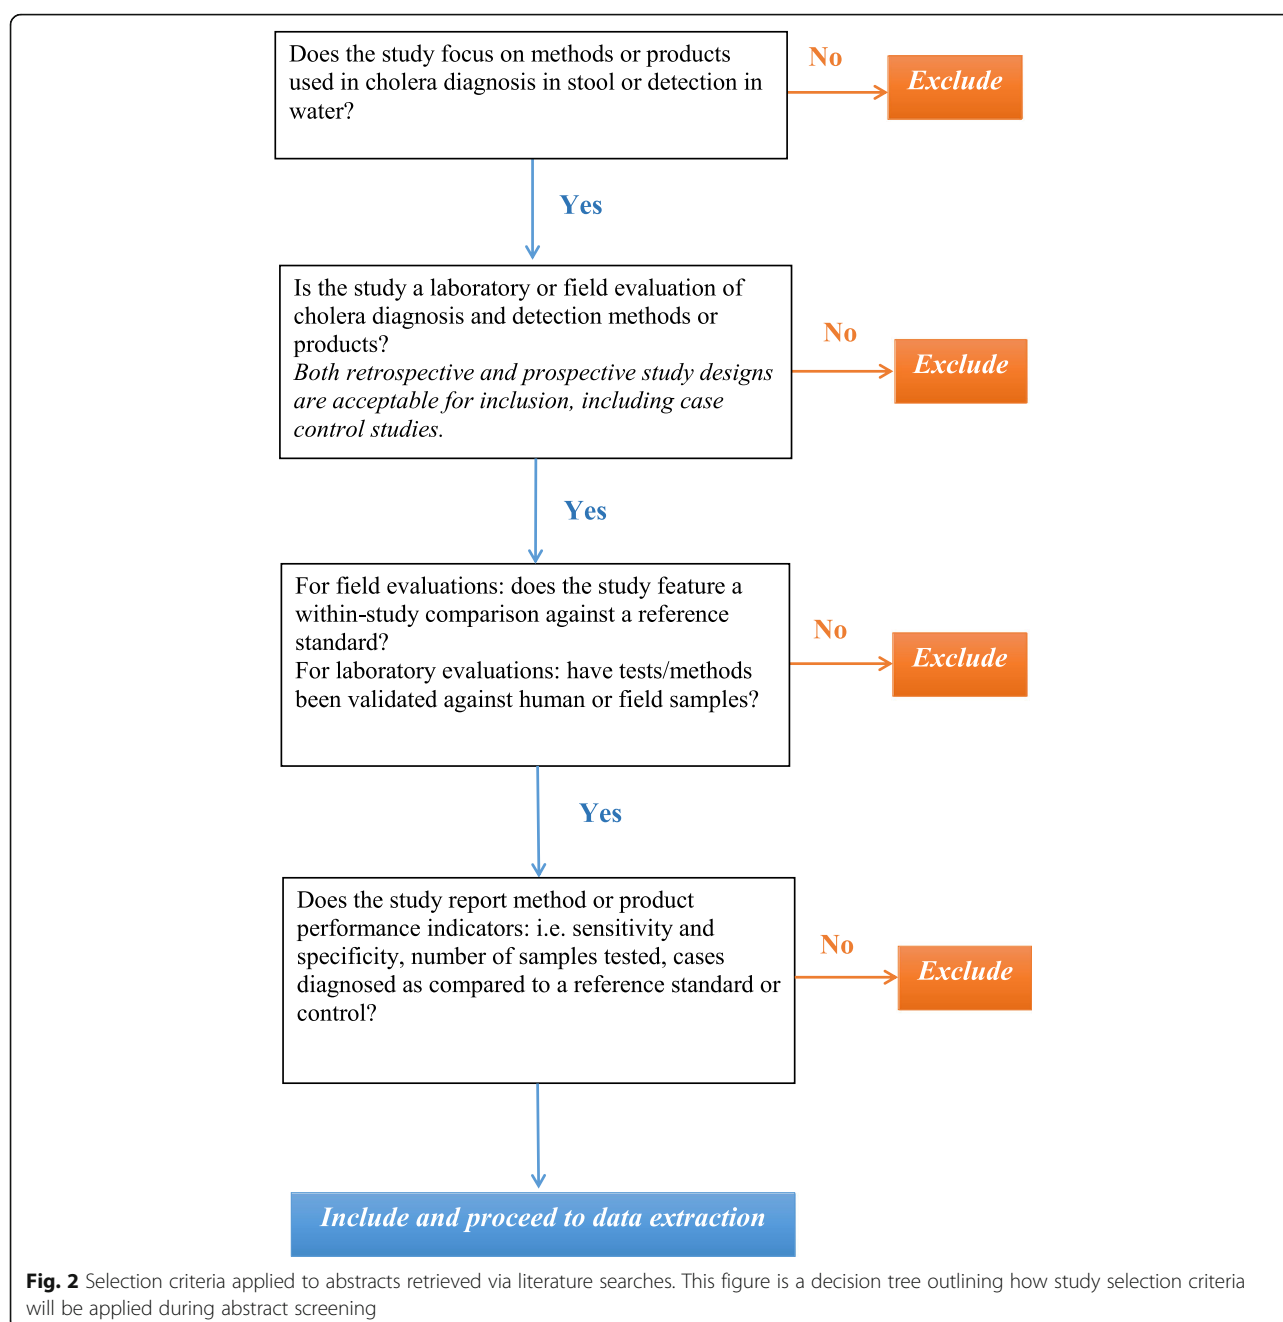 Does the study focus on methods or products
used in cholera diagnosis in stool or detection in
water?
No
Exclude
Yes
Is the study a laboratory or field evaluation of
cholera diagnosis and detection methods or
products?
Both retrospective and prospective study designs
are acceptable for inclusion, including case
control studies.
No
Exclude
Yes
For field evaluations: does the study feature a
within-study comparison against a reference
standard?
For laboratory evaluations: have tests/methods
been validated against human or field samples?
No
Exclude
Yes
Does the study report method or product
performance indicators: i.e. sensitivity and
specificity, number of samples tested, cases
diagnosed as compared to a reference standard or
control?
No
Exclude
Include and proceed to data extraction
Fig. 2 Selection criteria applied to abstracts retrieved via literature searches. This figure is a decision tree outlining how study selection criteria
will be applied during abstract screening